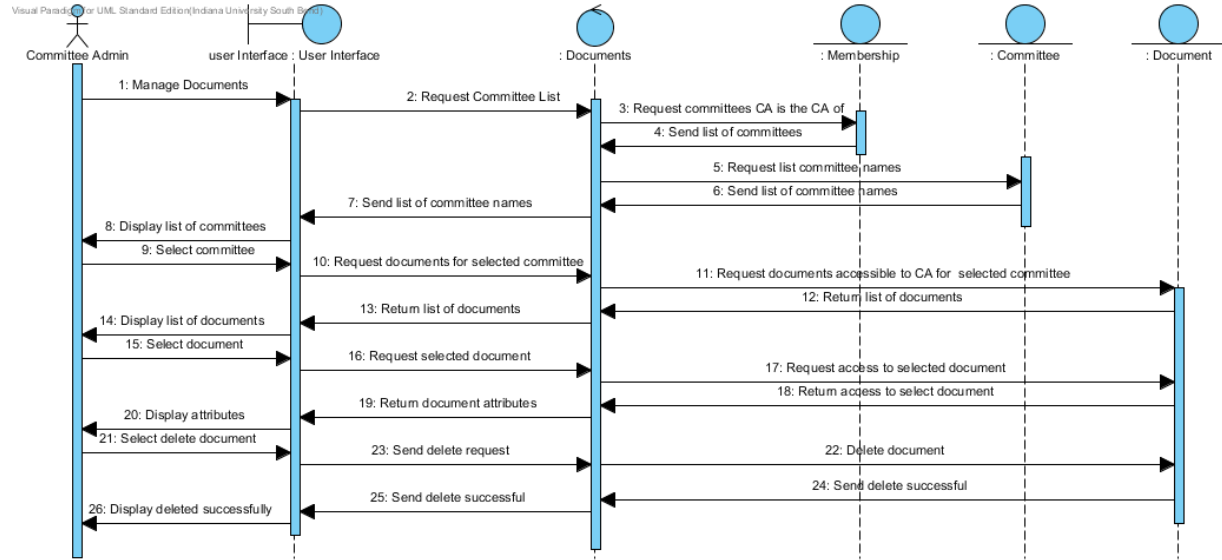 Visual Paradigm for UML Standard Edition(Indiana University South Bend)
Committee Admin
user Interface : User Interface
: Documents
: Membership
: Committee
: Document
1: Manage Documents
2: Request Committee List
3: Request committees CA is the CA of
4: Send list of committees
5: Request list committee names
6: Send list of committee names
7: Send list of committee names
8: Display list of committees
9: Select committee
10: Request documents for selected committee
11: Request documents accessible to CA for selected committee
12: Return list of documents
13: Return list of documents
14: Display list of documents
15: Select document
16: Request selected document
17: Request access to selected document
18: Return access to select document
19: Return document attributes
20: Display attributes
21: Select delete document
23: Send delete request
22: Delete document
24: Send delete successful
25: Send delete successful
26: Display deleted successfully